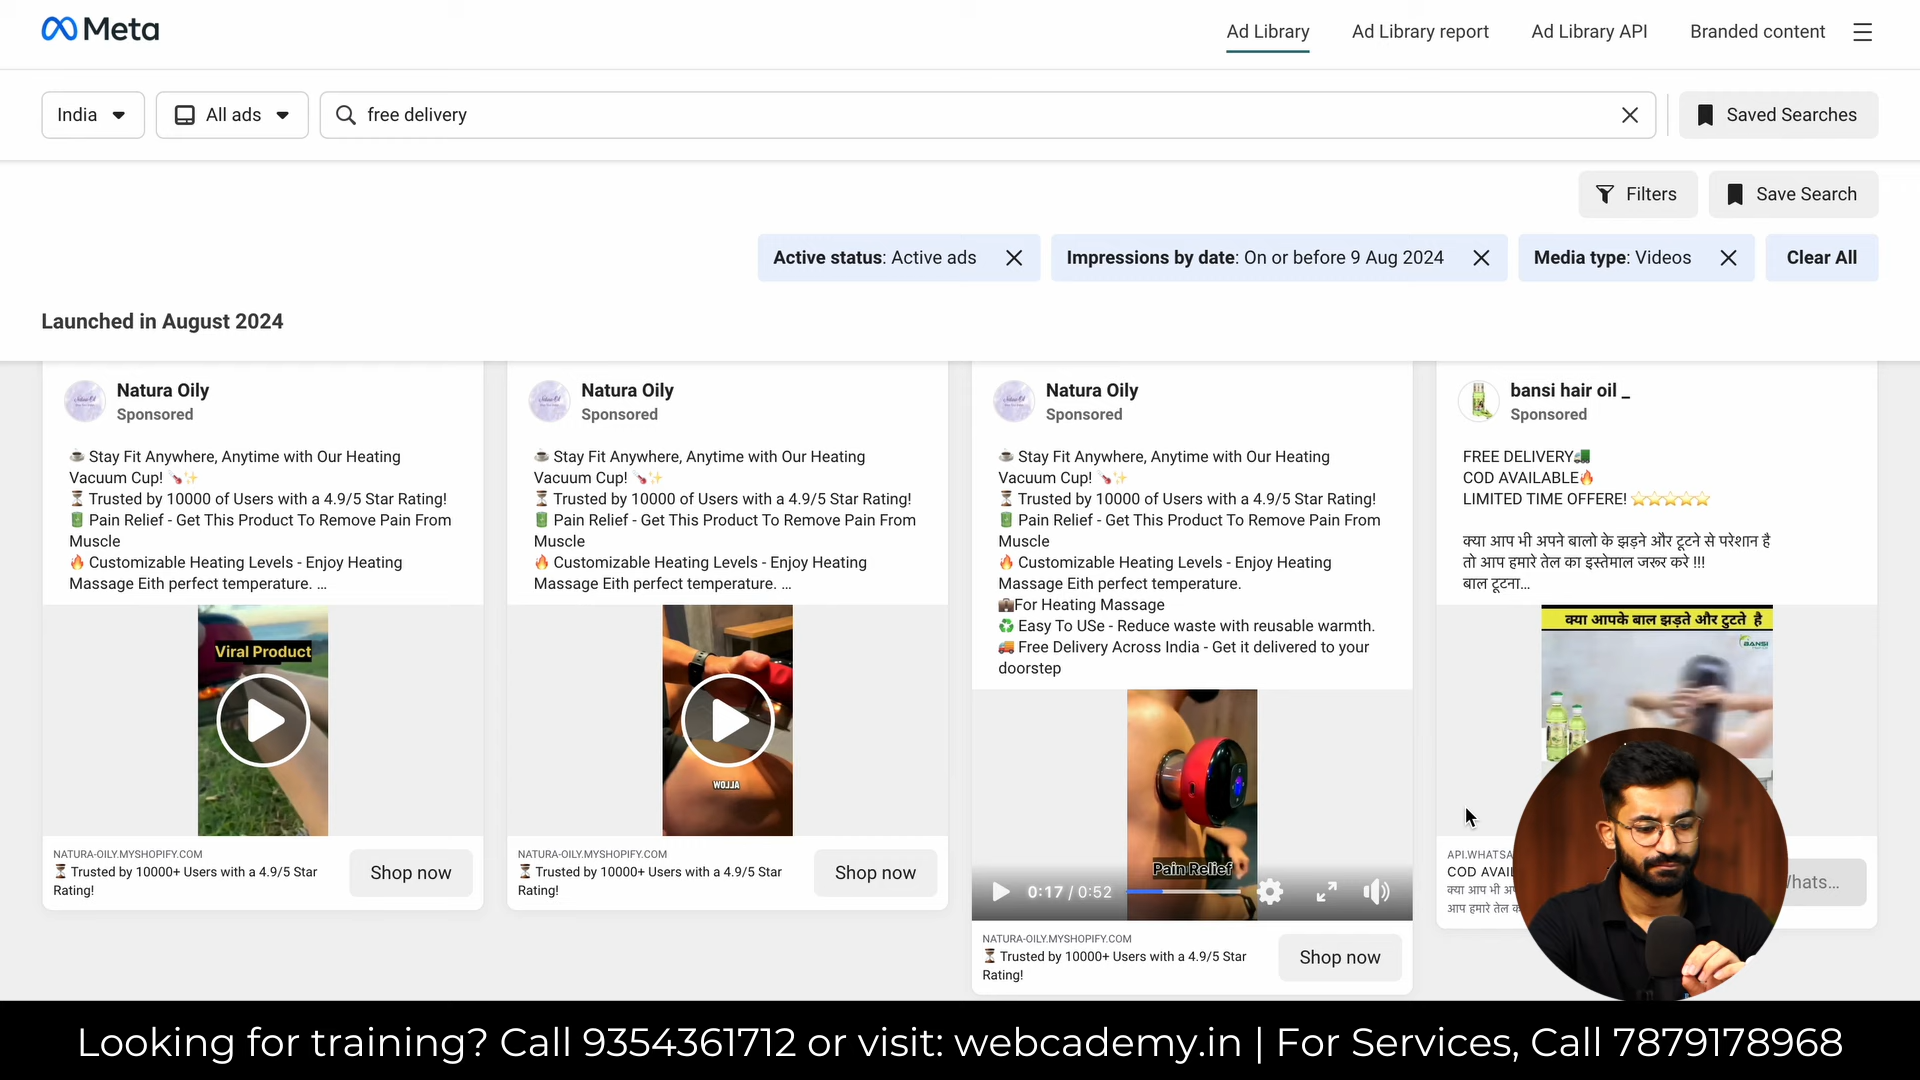 Meta
Ad Library
Ad Library report
Ad Library API
Branded content
India
All ads
free delivery
Saved Searches
Filters
Save Search
Active status: Active ads
Impressions by date: On or before 9 Aug 2024
Media type: Videos
Clear All
Launched in August 2024
Natura Oily
Sponsored
☕ Stay Fit Anywhere, Anytime with Our Heating
Vacuum Cup! 🪛✨
⏳ Trusted by 10000 of Users with a 4.9/5 Star Rating!
🔋 Pain Relief - Get This Product To Remove Pain From
Muscle
🔥 Customizable Heating Levels - Enjoy Heating
Massage Eith perfect temperature. ...
Viral Product
NATURA-OILY.MYSHOPIFY.COM
⏳ Trusted by 10000+ Users with a 4.9/5 Star
Rating!
Shop now
Natura Oily
Sponsored
☕ Stay Fit Anywhere, Anytime with Our Heating
Vacuum Cup! 🪛✨
⏳ Trusted by 10000 of Users with a 4.9/5 Star Rating!
🔋 Pain Relief - Get This Product To Remove Pain From
Muscle
🔥 Customizable Heating Levels - Enjoy Heating
Massage Eith perfect temperature. ...
ALLOW
NATURA-OILY.MYSHOPIFY.COM
⏳ Trusted by 10000+ Users with a 4.9/5 Star
Rating!
Shop now
Natura Oily
Sponsored
☕ Stay Fit Anywhere, Anytime with Our Heating
Vacuum Cup! 🪛✨
⏳ Trusted by 10000 of Users with a 4.9/5 Star Rating!
🔋 Pain Relief - Get This Product To Remove Pain From
Muscle
🔥 Customizable Heating Levels - Enjoy Heating
Massage Eith perfect temperature.
💼For Heating Massage
♻️ Easy To USe - Reduce waste with reusable warmth.
🚚 Free Delivery Across India - Get it delivered to your
doorstep
Pain Relief
0:17 / 0:52
NATURA-OILY.MYSHOPIFY.COM
⏳ Trusted by 10000+ Users with a 4.9/5 Star
Rating!
Shop now
bansi hair oil _
Sponsored
FREE DELIVERY🚛
COD AVAILABLE🔥
LIMITED TIME OFFERE! ⭐⭐⭐⭐⭐
क्या आप भी अपने बालो के झड़ने और टूटने से परेशान है
तो आप हमारे तेल का इस्तेमाल जरूर करे !!!
बाल टूटना...
क्या आपके बाल झड़ते और टुटते है
BANSI
API.WHATSA
COD AVAIL
क्या आप भी अ
आप हमारे तेल क
Whats...
Looking for training? Call 9354361712 or visit: webcademy.in | For Services, Call 7879178968